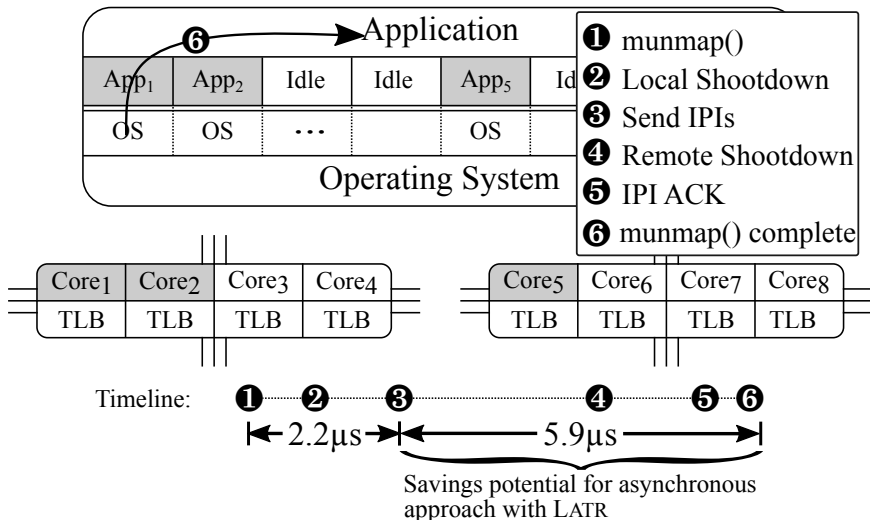 Application
❻
App1 App2 Idle Idle App5 Id
OS OS ... OS
Operating System
❶ munmap()
❷ Local Shootdown
❸ Send IPIs
❹ Remote Shootdown
❺ IPI ACK
❻ munmap() complete
Core1 Core2 Core3 Core4
TLB TLB TLB TLB
Core5 Core6 Core7 Core8
TLB TLB TLB TLB
Timeline: ❶ ❷ ❸ ❹ ❺ ❻
2.2μs 5.9μs
Savings potential for asynchronous
approach with LATR